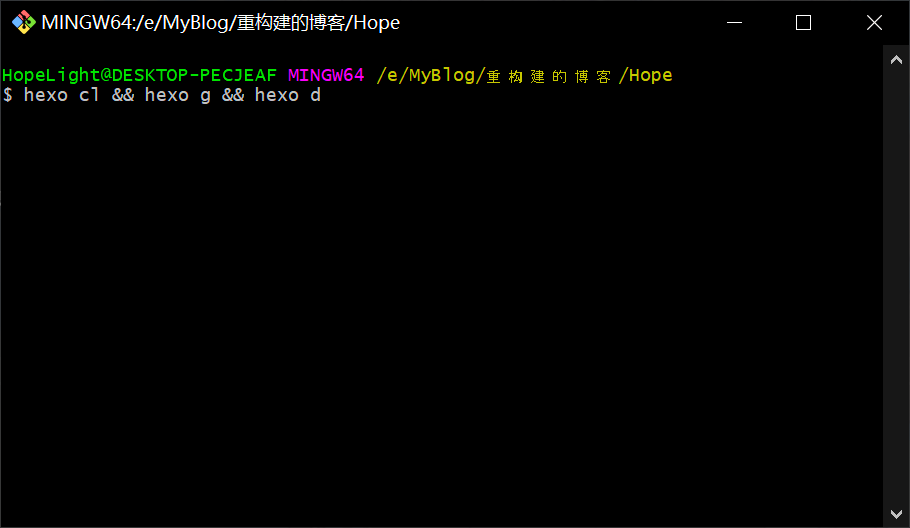 MINGW64:/e/MyBlog/重构建的博客/Hope
HopeLight@DESKTOP-PECJEAF MINGW64 /e/MyBlog/重构建的博客/Hope
$ hexo cl && hexo g && hexo d